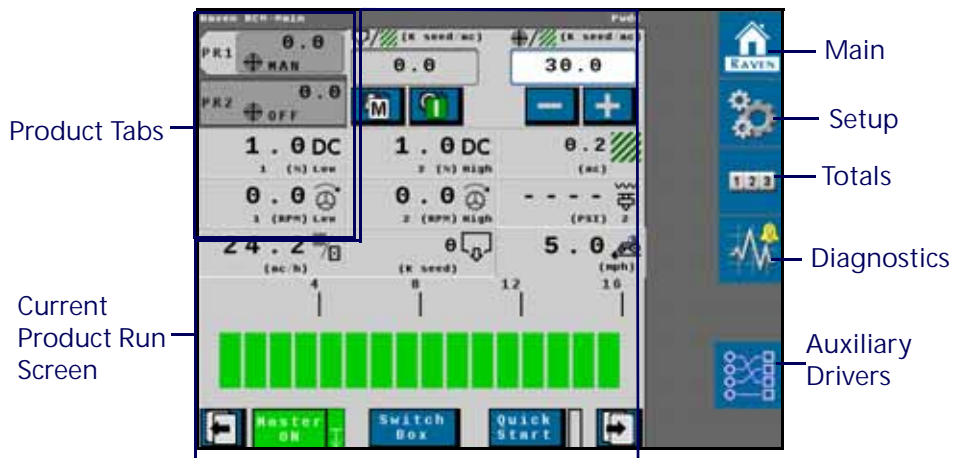 Raven RCM-Main
PR1
0.0
MAN
/ (K seed/ac)
0.0
/ (K seed/ac)
30.0
PR2
0.0
OFF
M
- +
1.0 DC
1 (%) Low
1.0 DC
2 (%) High
0.2
(ac)
0.0
1 (RPM) Low
0.0
2 (RPM) High
----
(PSI) 2
24.2
(ac/h)
0
(K seed)
5.0
(mph)
4 8 12 16
Master
ON
Switch
Box
Quick
Start
RAVEN
1 2 3
Product Tabs
Current
Product Run
Screen
Main
Setup
Totals
Diagnostics
Auxiliary
Drivers